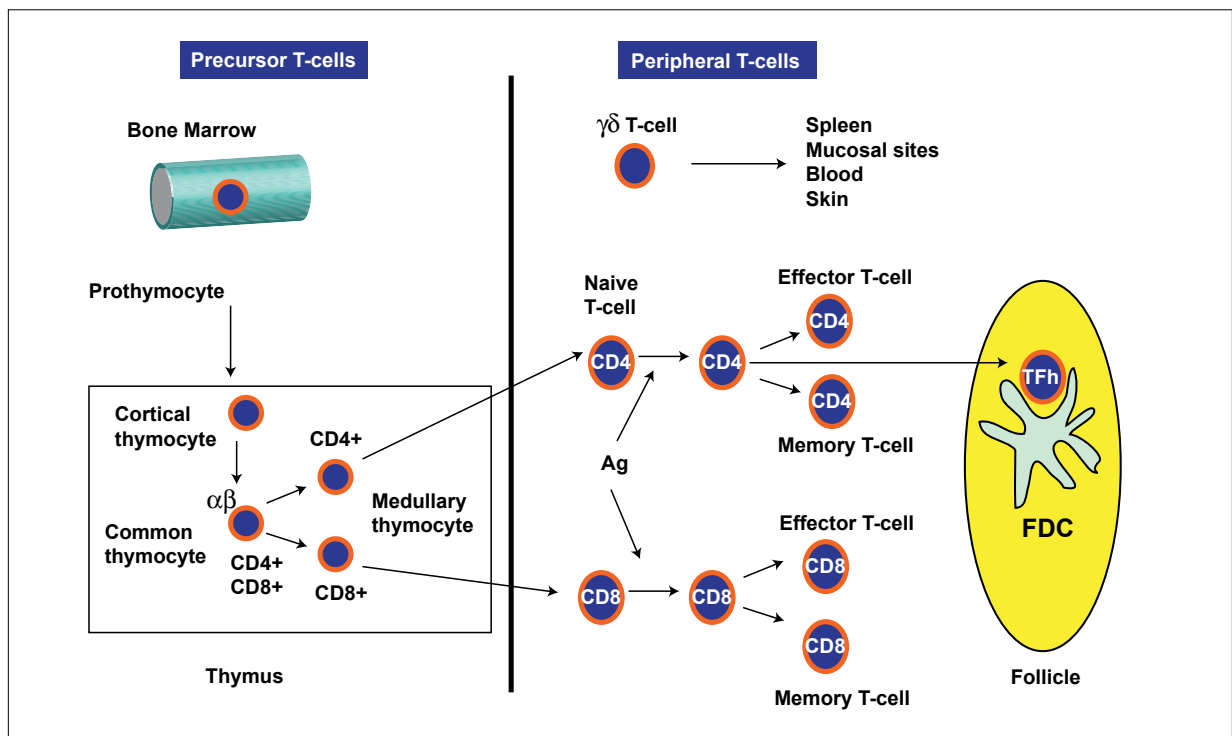 Precursor T-cells
Bone Marrow
Prothymocyte
Cortical
thymocyte
αβ
Common
thymocyte
CD4+
CD8+
CD4+
CD8+
Medullary
thymocyte
Thymus
Peripheral T-cells
γδ T-cell
Spleen
Mucosal sites
Blood
Skin
Naive
T-cell
CD4
CD4
Effector T-cell
CD4
CD4
Memory T-cell
Ag
CD8
CD8
Effector T-cell
CD8
CD8
Memory T-cell
TFh
FDC
Follicle